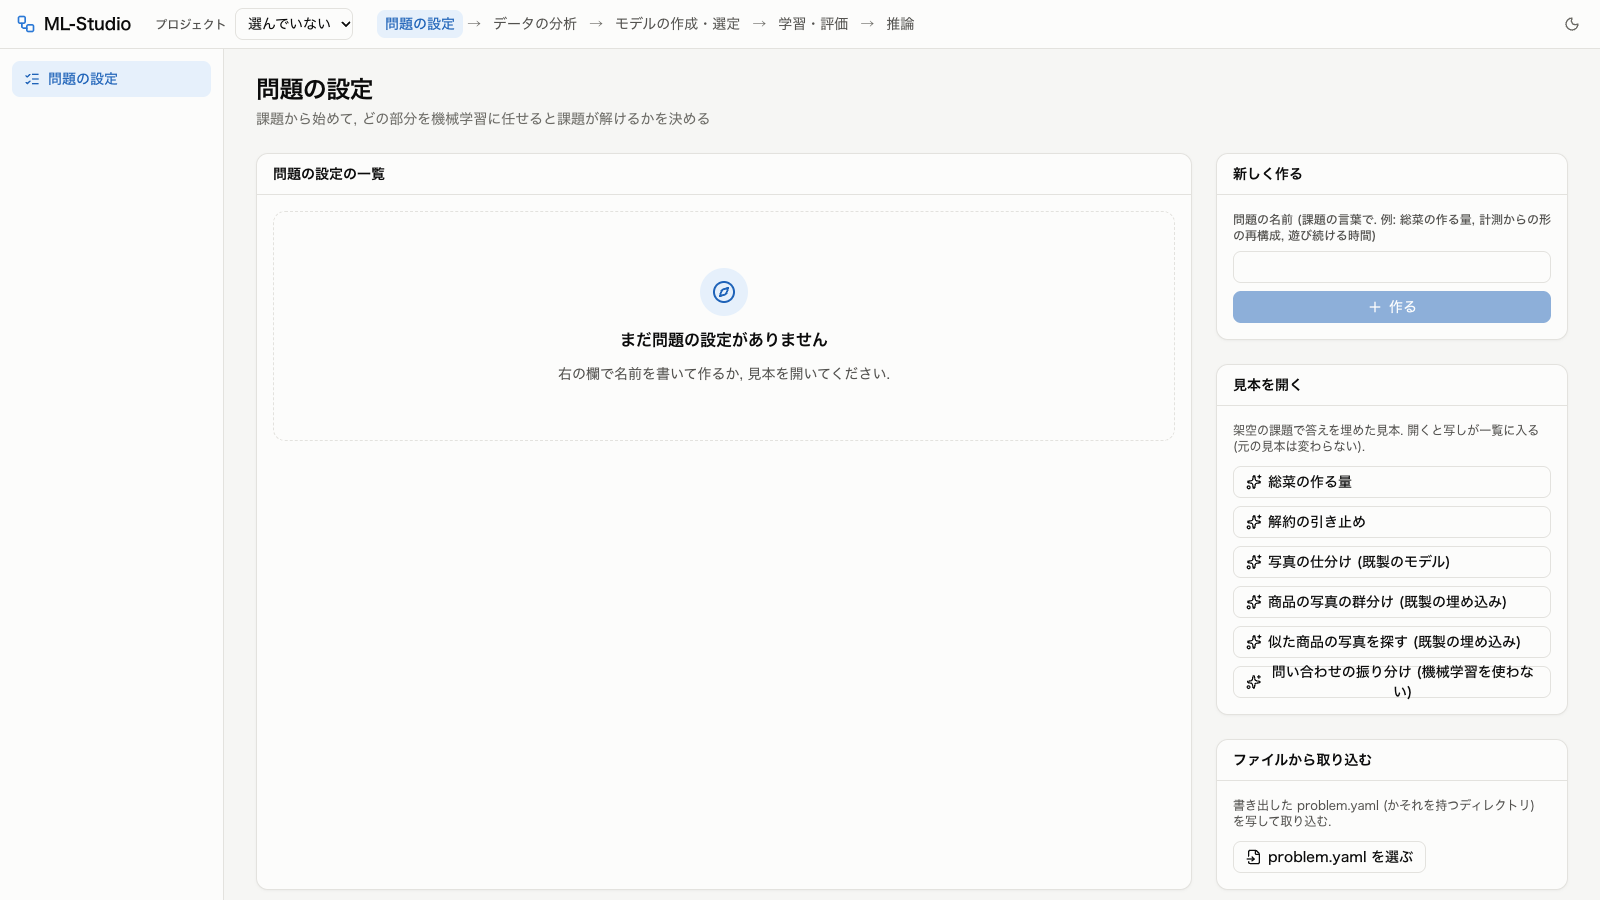 ML-Studio
プロジェクト
選んでいない
問題の設定 → データの分析 → モデルの作成・選定 → 学習・評価 → 推論
問題の設定
問題の設定
課題から始めて, どの部分を機械学習に任せると課題が解けるかを決める
問題の設定の一覧
まだ問題の設定がありません
右の欄で名前を書いて作るか, 見本を開いてください.
新しく作る
問題の名前 (課題の言葉で. 例: 総菜の作る量, 計測からの形
の再構成, 遊び続ける時間)
+ 作る
見本を開く
架空の課題で答えを埋めた見本. 開くと写しが一覧に入る
(元の見本は変わらない).
総菜の作る量
解約の引き止め
写真の仕分け (既製のモデル)
商品の写真の群分け (既製の埋め込み)
似た商品の写真を探す (既製の埋め込み)
問い合わせの振り分け (機械学習を使わな
い)
ファイルから取り込む
書き出した problem.yaml (かそれを持つディレクトリ)
を写して取り込む.
problem.yaml を選ぶ